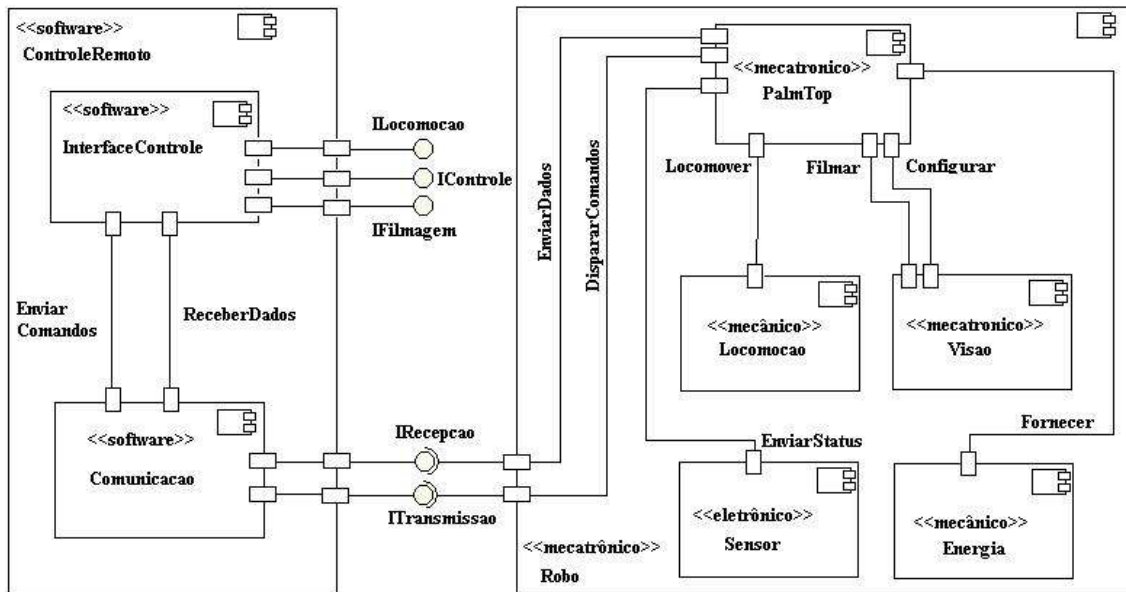 <<software>>
ControleRemoto
<<software>>
InterfaceControle
ILocomocao
IControle
IFilmagem
Enviar
Comandos
ReceberDados
<<software>>
Comunicacao
IRecepcao
ITransmissao
<<mecatrônico>>
Robo
EnviarDados
DispararComandos
<<mecatronico>>
PalmTop
Locomover
Filmar
Configurar
<<mecânico>>
Locomocao
<<mecatronico>>
Visao
EnviarStatus
Fornecer
<<eletrônico>>
Sensor
<<mecânico>>
Energia